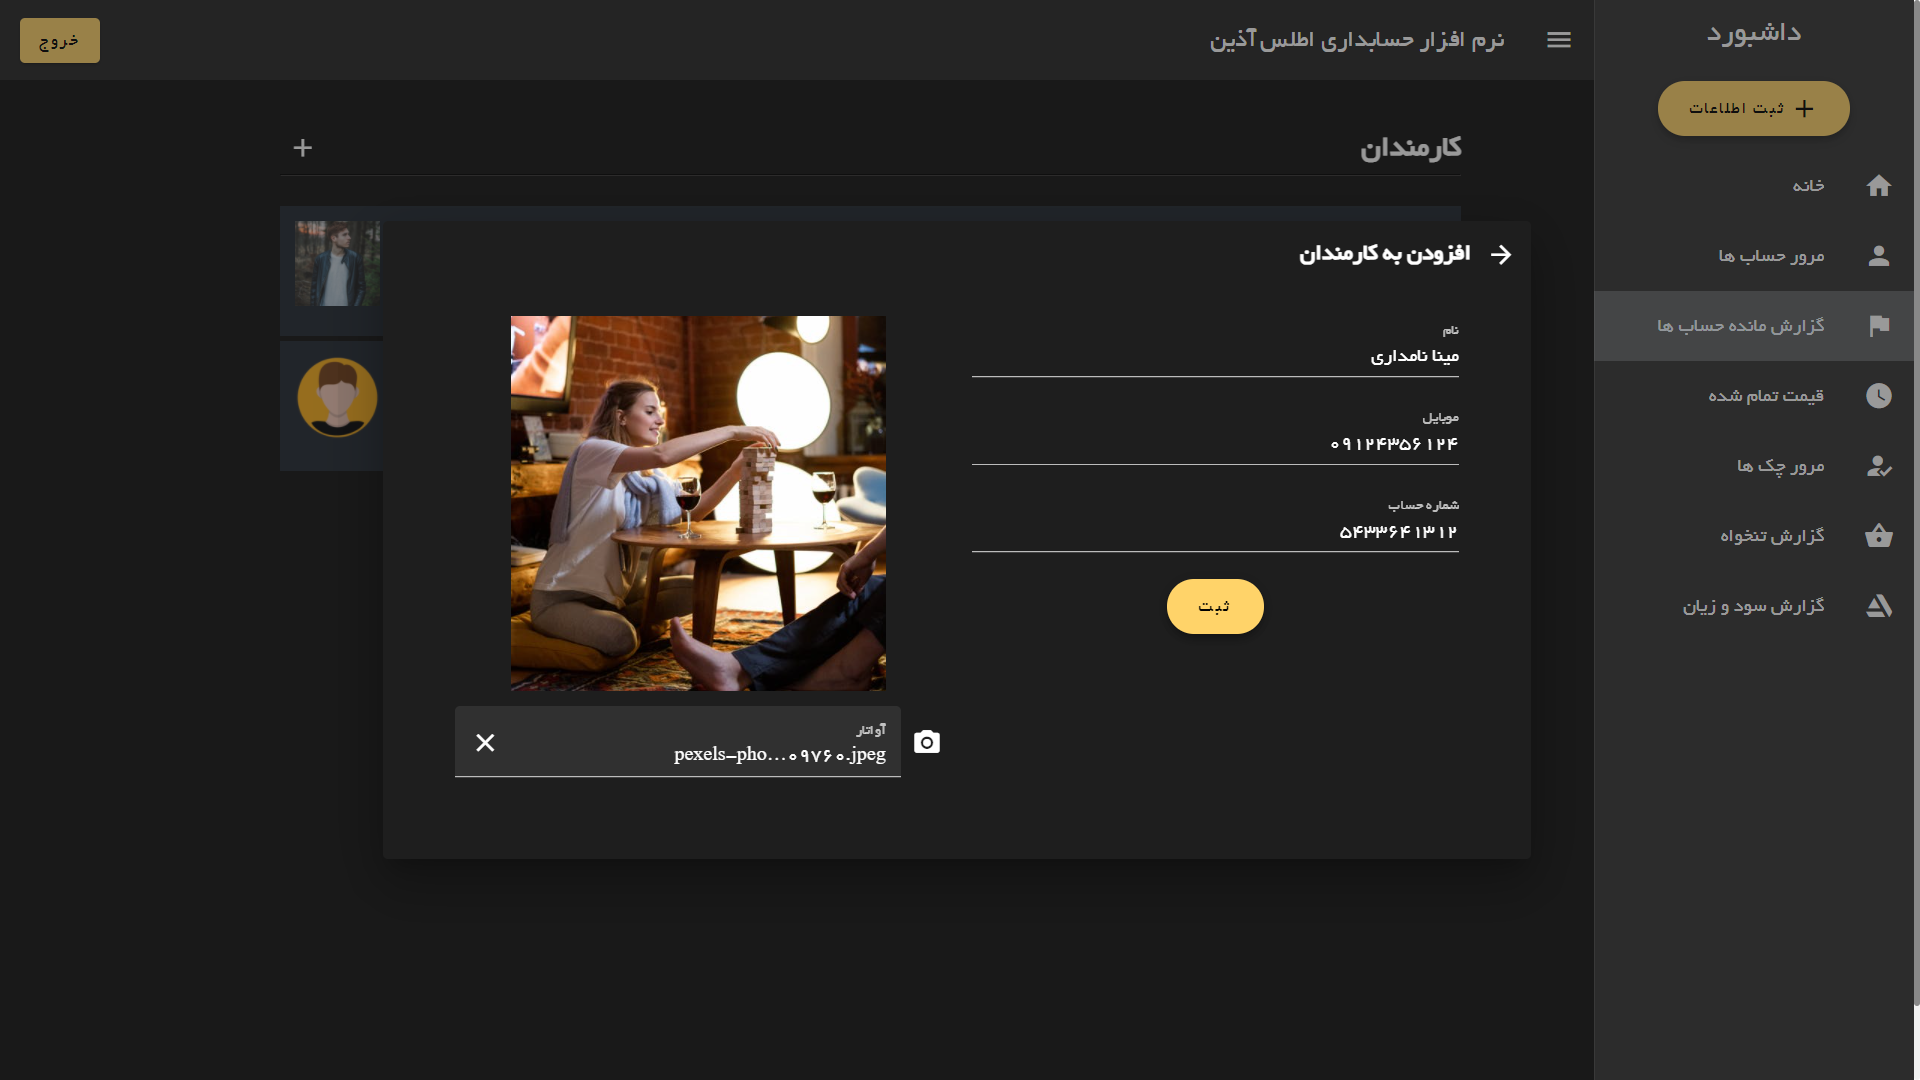 داشبورد
ثبت اطلاعات
خانه
مرور حساب ها
گزارش مانده حساب ها
قیمت تمام شده
مرور چک ها
گزارش تنخواه
گزارش سود و زیان
نرم افزار حسابداری اطلس آذین
خروج
کارمندان
افزودن به کارمندان
نام
مینا نامداری
موبایل
۰۹۱۲۴۳۵۶۱۲۴
شماره حساب
۵۴۳۳۶۴۱۳۱۲
ثبت
آواتار
pexels-pho…۰۹۷۶۰.jpeg